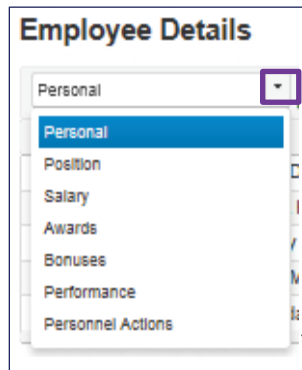 Employee Details
Personal
Personal
Position
Salary
Awards
Bonuses
Performance
Personnel Actions